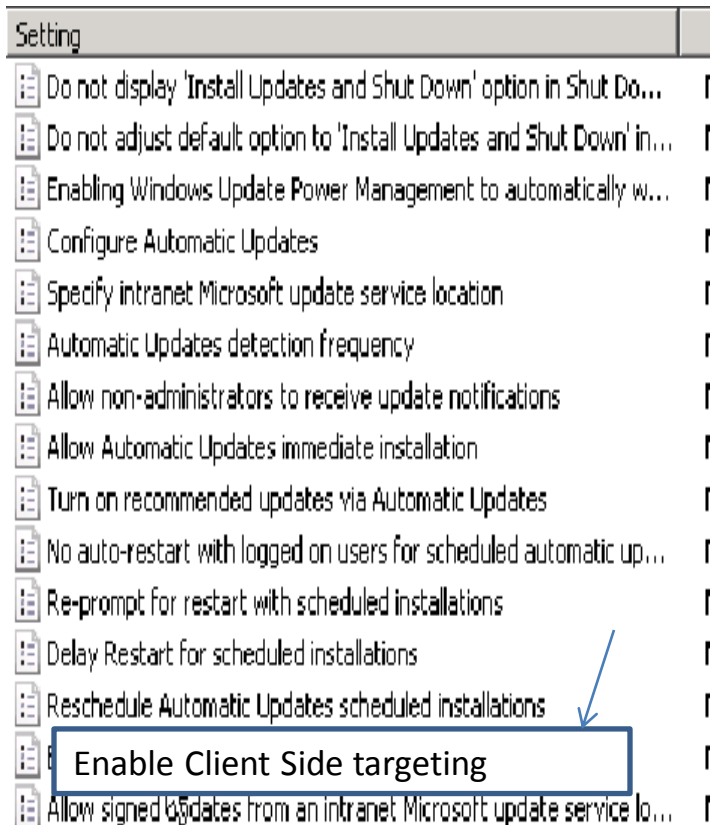 Setting
Do not display 'Install Updates and Shut Down' option in Shut Do...
Do not adjust default option to 'Install Updates and Shut Down' in...
Enabling Windows Update Power Management to automatically w...
Configure Automatic Updates
Specify intranet Microsoft update service location
Automatic Updates detection frequency
Allow non-administrators to receive update notifications
Allow Automatic Updates immediate installation
Turn on recommended updates via Automatic Updates
No auto-restart with logged on users for scheduled automatic up...
Re-prompt for restart with scheduled installations
Delay Restart for scheduled installations
Reschedule Automatic Updates scheduled installations
Enable Client Side targeting
Allow signed updates from an intranet Microsoft update service lo...